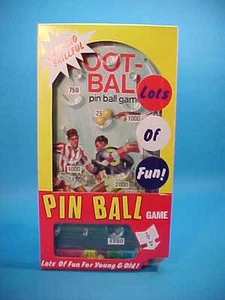 SKILLFUL
OOT-
BAL
pin ball game
Lots
750
25
1000
Of
Fun!
1000
2000
PIN BALL
GAME
Lots Of Fun For Young & Old!